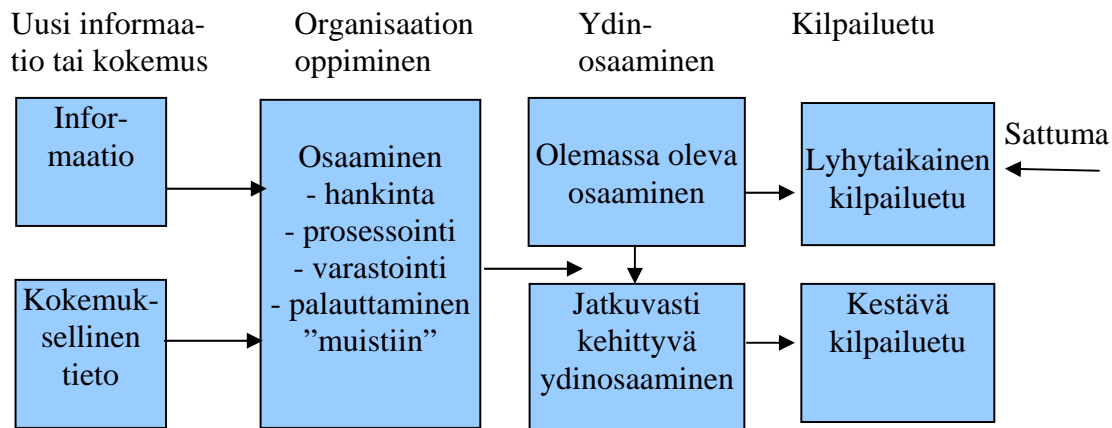 Uusi informaa-
tio tai kokemus
Organisaation
oppiminen
Ydin-
osaaminen
Kilpailuetu
Infor-
maatio
Kokemuk-
sellinen
tieto
Osaaminen
- hankinta
- prosessointi
- varastointi
- palauttaminen
”muistiin”
Olemassa oleva
osaaminen
Jatkuvasti
kehittyvä
ydinosaaminen
Lyhytaikainen
kilpailuetu
Kestävä
kilpailuetu
Sattuma